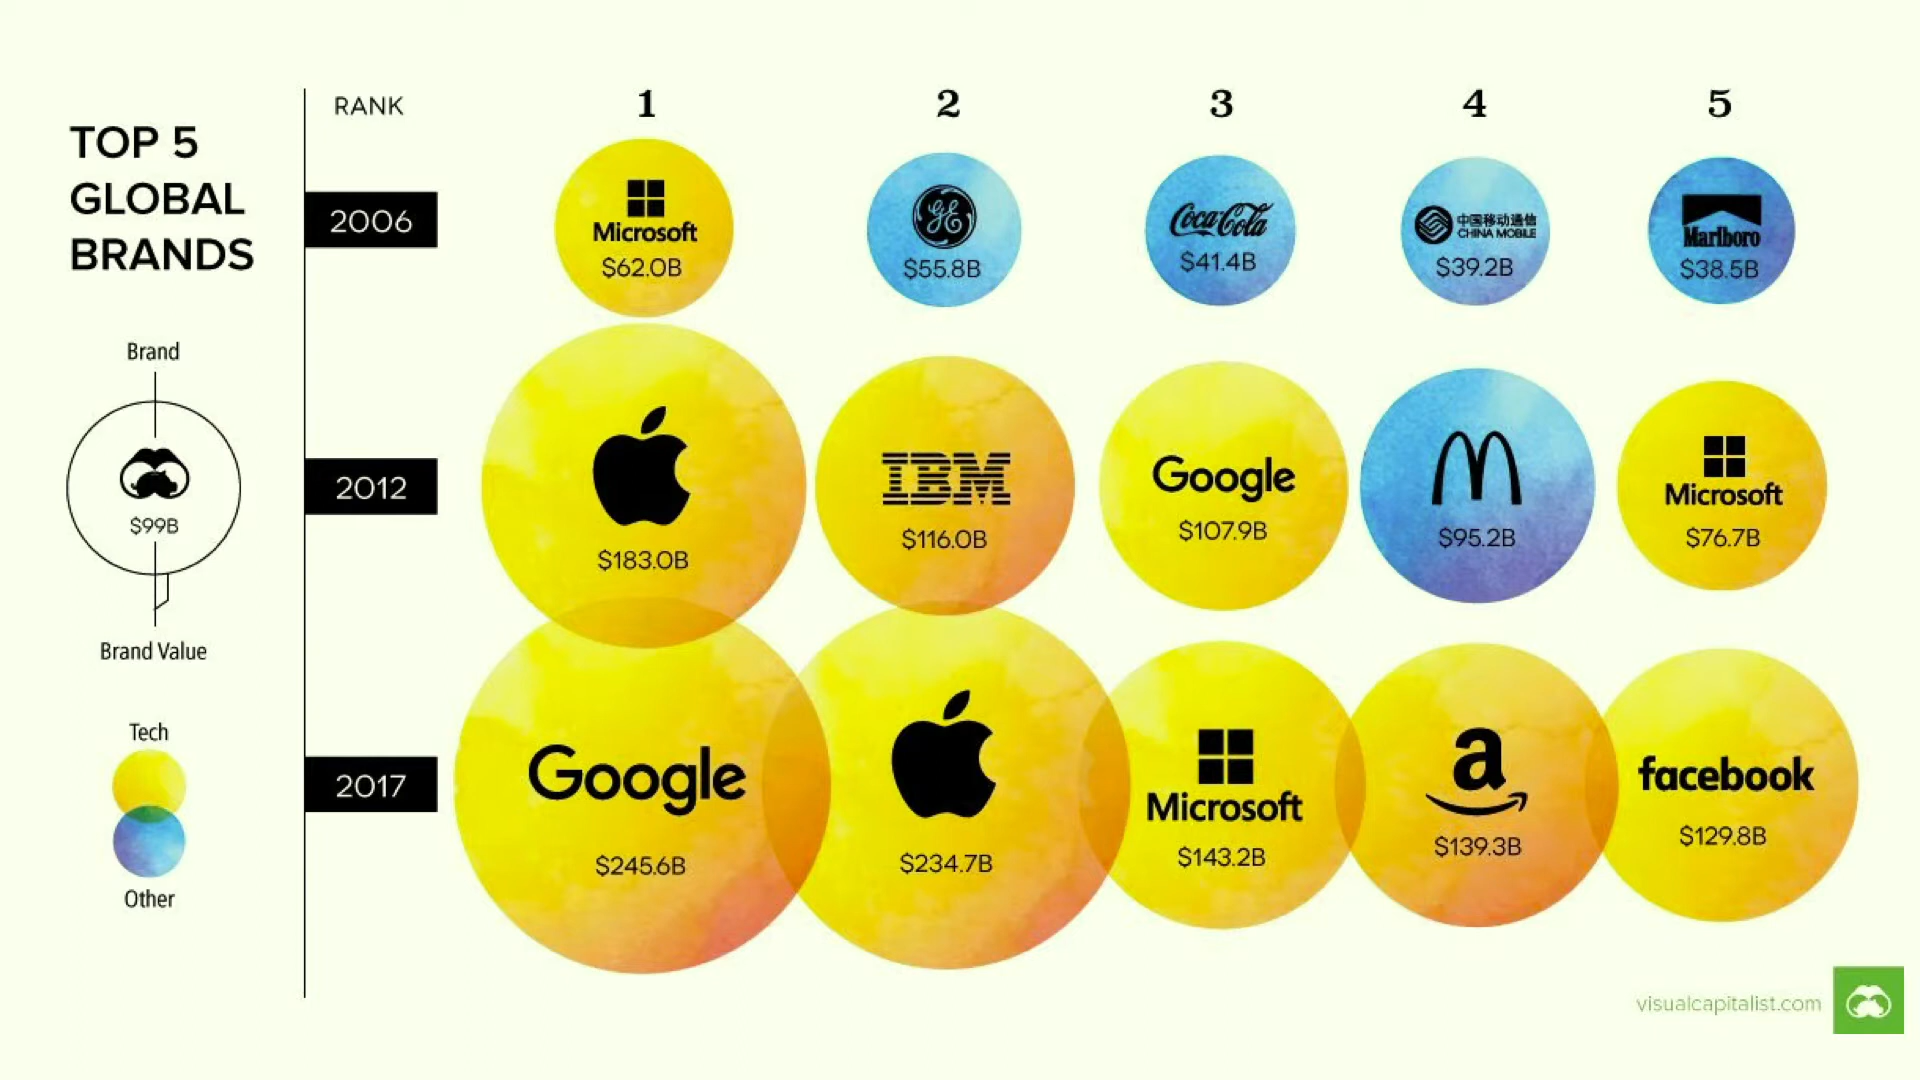 TOP 5
GLOBAL
BRANDS
Brand
$99B
Brand Value
Tech
Other
RANK
1
2
3
4
5
2006
Microsoft
$62.0B
GE
$55.8B
Coca-Cola
$41.4B
中国移动通信
CHINA MOBILE
$39.2B
Marlboro
$38.5B
2012
$183.0B
IBM
$116.0B
Google
$107.9B
$95.2B
Microsoft
$76.7B
2017
Google
$245.6B
$234.7B
Microsoft
$143.2B
a
$139.3B
facebook
$129.8B
visualcapitalist.com